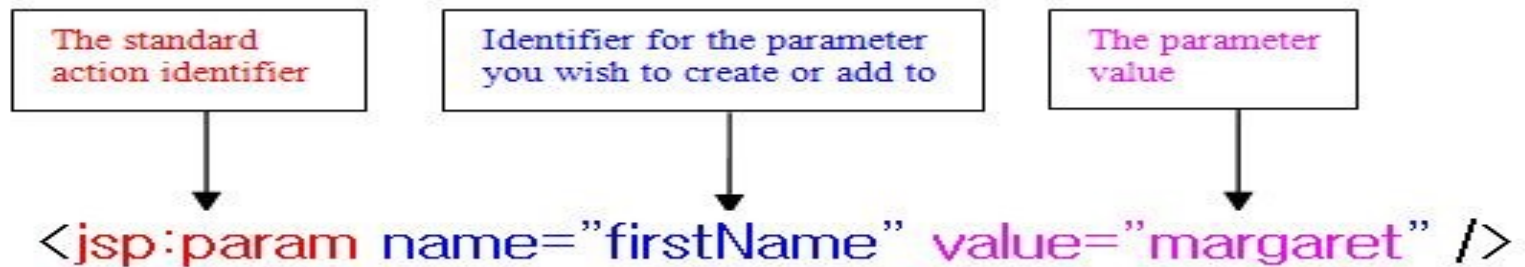 The standard
action identifier
Identifier for the parameter
you wish to create or add to
The parameter
value
<jsp:param name=”firstName” value=”margaret” />